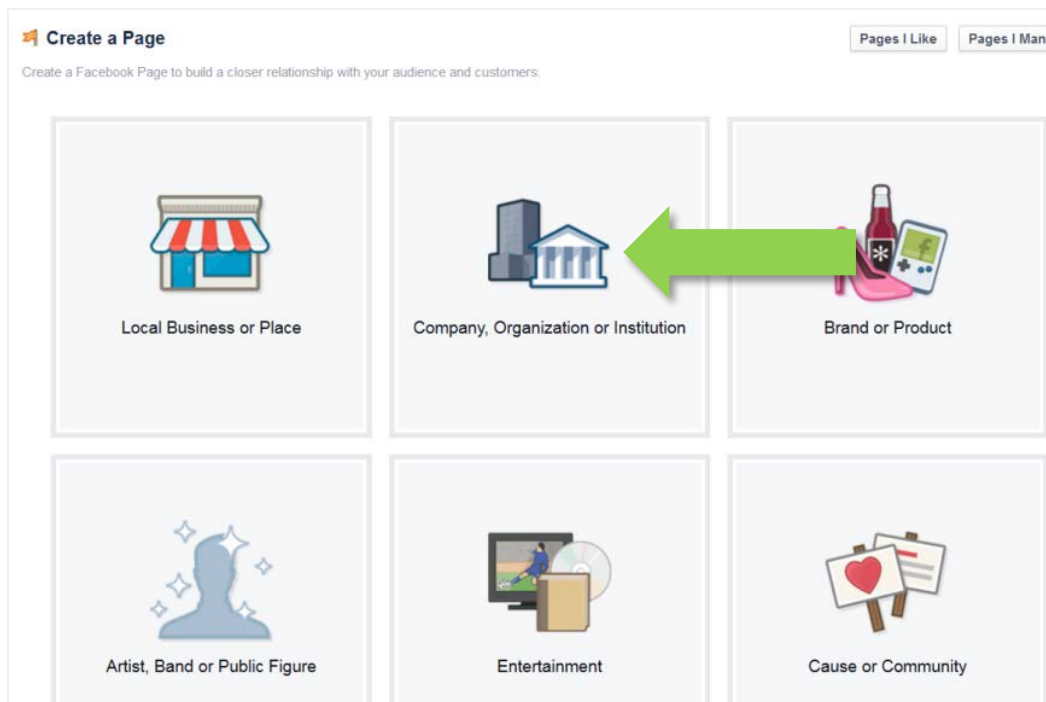 Create a Page
Pages I Like
Pages I Man
Create a Facebook Page to build a closer relationship with your audience and customers.
Local Business or Place
Company, Organization or Institution
Brand or Product
Artist, Band or Public Figure
Entertainment
Cause or Community